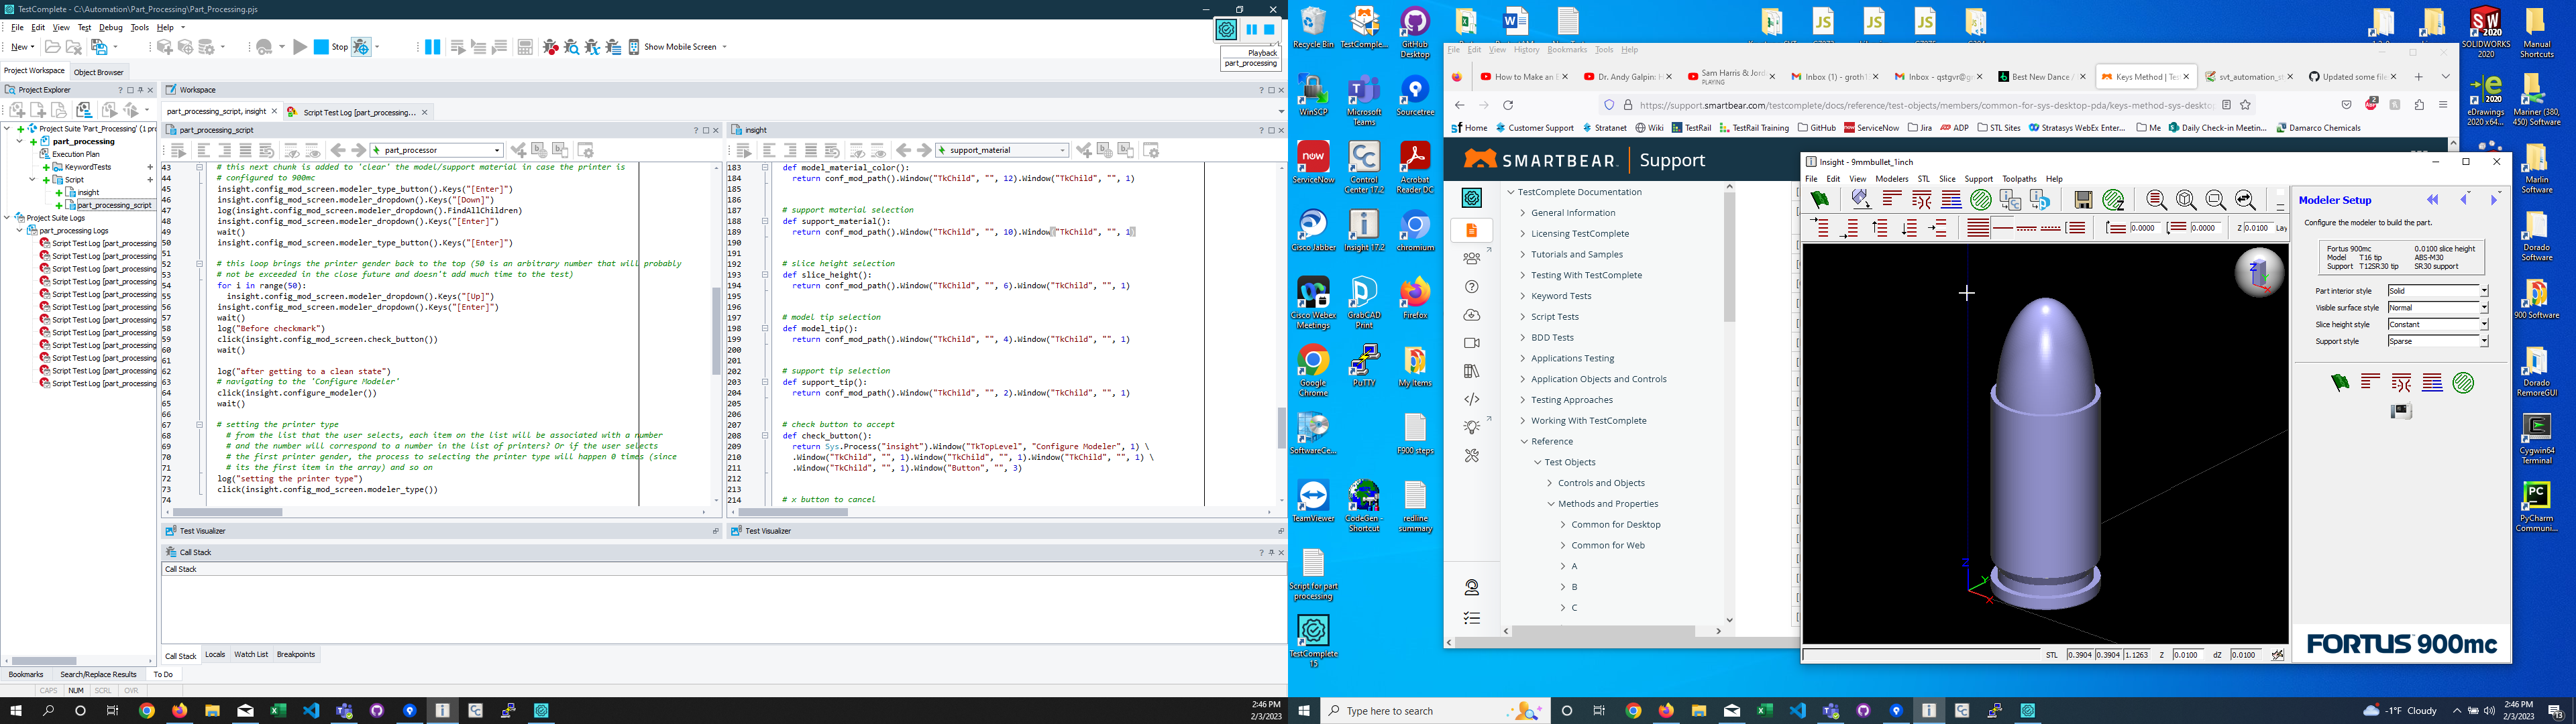 TestComplete - C:\Automation\Part_Processing\Part_Processing.pjs
File Edit View Test Debug Tools Help
New
Stop
Show Mobile Screen
Playback
part_processing
Project Workspace Object Browser
Project Explorer
Project Suite 'Part_Processing' (1 pro
part_processing
Execution Plan
KeywordTests
Script
insight
part_processing_script
Project Suite Logs
part_processing Logs
Script Test Log [part_processing
Script Test Log [part_processing
Script Test Log [part_processing
Script Test Log [part_processing
Script Test Log [part_processing
Script Test Log [part_processing
Script Test Log [part_processing
Script Test Log [part_processing
Script Test Log [part_processing
Script Test Log [part_processing
Script Test Log [part_processing
Script Test Log [part_processing
Workspace
part_processing_script, insight
Script Test Log [part_processing...
part_processing_script
part_processor
43 # this next chunk is added to 'clear' the model/support material in case the printer is
44 # configured to 900mc
45 insight.config_mod_screen.modeler_type_button().Keys("[Enter]")
46 insight.config_mod_screen.modeler_dropdown().Keys("[Down]")
47 log(insight.config_mod_screen.modeler_dropdown().FindAllChildren)
48 insight.config_mod_screen.modeler_dropdown().Keys("[Enter]")
49 wait()
50 insight.config_mod_screen.modeler_type_button().Keys("[Enter]")
51
52 # this loop brings the printer gender back to the top (50 is an arbitrary number that will probably
53 # not be exceeded in the close future and doesn't add much time to the test)
54 for i in range(50):
55 insight.config_mod_screen.modeler_dropdown().Keys("[Up]")
56 insight.config_mod_screen.modeler_dropdown().Keys("[Enter]")
57 wait()
58 log("Before checkmark")
59 click(insight.config_mod_screen.check_button())
60 wait()
61
62 log("after getting to a clean state")
63 # navigating to the 'Configure Modeler'
64 click(insight.configure_modeler())
65 wait()
66
67 # setting the printer type
68 # from the list that the user selects, each item on the list will be associated with a number
69 # and the number will correspond to a number in the list of printers? Or if the user selects
70 # the first printer gender, the process to selecting the printer type will happen 0 times (since
71 # its the first item in the array) and so on
72 log("setting the printer type")
73 click(insight.config_mod_screen.modeler_type())
74
Test Visualizer
insight
support_material
183 def model_material_color():
184 return conf_mod_path().Window("TkChild", "", 12).Window("TkChild", "", 1)
185
186
187 # support material selection
188 def support_material():
189 return conf_mod_path().Window("TkChild", "", 10).Window("TkChild", "", 1)
190
191
192 # slice height selection
193 def slice_height():
194 return conf_mod_path().Window("TkChild", "", 6).Window("TkChild", "", 1)
195
196
197 # model tip selection
198 def model_tip():
199 return conf_mod_path().Window("TkChild", "", 4).Window("TkChild", "", 1)
200
201
202 # support tip selection
203 def support_tip():
204 return conf_mod_path().Window("TkChild", "", 2).Window("TkChild", "", 1)
205
206
207 # check button to accept
208 def check_button():
209 return Sys.Process("insight").Window("TkTopLevel", "Configure Modeler", 1) \
210 .Window("TkChild", "", 1).Window("TkChild", "", 1).Window("TkChild", "", 1) \
211 .Window("TkChild", "", 1).Window("Button", "", 3)
212
213
214 # x button to cancel
Test Visualizer
Call Stack
Call Stack
Call Stack Locals Watch List Breakpoints
Bookmarks Search/Replace Results To Do
CAPS NUM SCRL OVR
2:46 PM
2/3/2023
Recycle Bin
TestComple...
GitHub Desktop
WinSCP
Microsoft Teams
Sourcetree
ServiceNow
Control Center 17.2
Acrobat Reader DC
Cisco Jabber
Insight 17.2
chromium
Cisco Webex Meetings
GrabCAD Print
Firefox
Google Chrome
PuTTY
My Items
SoftwareCe...
F900 steps
TeamViewer
CodeGen - Shortcut
redline summary
Script for part processing
TestComplete 15
SOLIDWORKS 2020
Manual Shortcuts
eDrawings 2020 x64...
Mariner (380, 450) Software
Marlin Software
Dorado Software
900 Software
Dorado RemoreGUI
Cygwin64 Terminal
PyCharm Communi...
File Edit View History Bookmarks Tools Help
How to Make an E
Dr. Andy Galpin: H
Sam Harris & Jord
PLAYING
Inbox (1) - groth1
Inbox - qstgvr@g
Best New Dance /
Keys Method | Tes
svt_automation_st
Updated some file
https://support.smartbear.com/testcomplete/docs/reference/test-objects/members/common-for-sys-desktop-pda/keys-method-sys-deskto
Home Customer Support Stratanet Wiki TestRail TestRail Training GitHub ServiceNow Jira ADP STL Sites Stratasys WebEx Enter... Me Daily Check-in Meetin... Damarco Chemicals
SMARTBEAR Support
TestComplete Documentation
General Information
Licensing TestComplete
Tutorials and Samples
Testing With TestComplete
Keyword Tests
Script Tests
BDD Tests
Applications Testing
Application Objects and Controls
Testing Approaches
Working With TestComplete
Reference
Test Objects
Controls and Objects
Methods and Properties
Common for Desktop
Common for Web
A
B
C
Insight - 9mmbullet_1inch
File Edit View Modelers STL Slice Support Toolpaths Help
0.0000 0.0000 Z 0.0100 Lay
Modeler Setup
Configure the modeler to build the part.
Fortus 900mc 0.0100 slice height
Model T16 tip ABS-M30
Support T12SR30 tip SR30 support
Part interior style Solid
Visible surface style Normal
Slice height style Constant
Support style Sparse
Z
Z
Y
X
FORTUS 900mc
STL 0.3904 0.3904 1.1263 Z 0.0100 dZ 0.0100
Type here to search
-1°F Cloudy
2:46 PM
2/3/2023